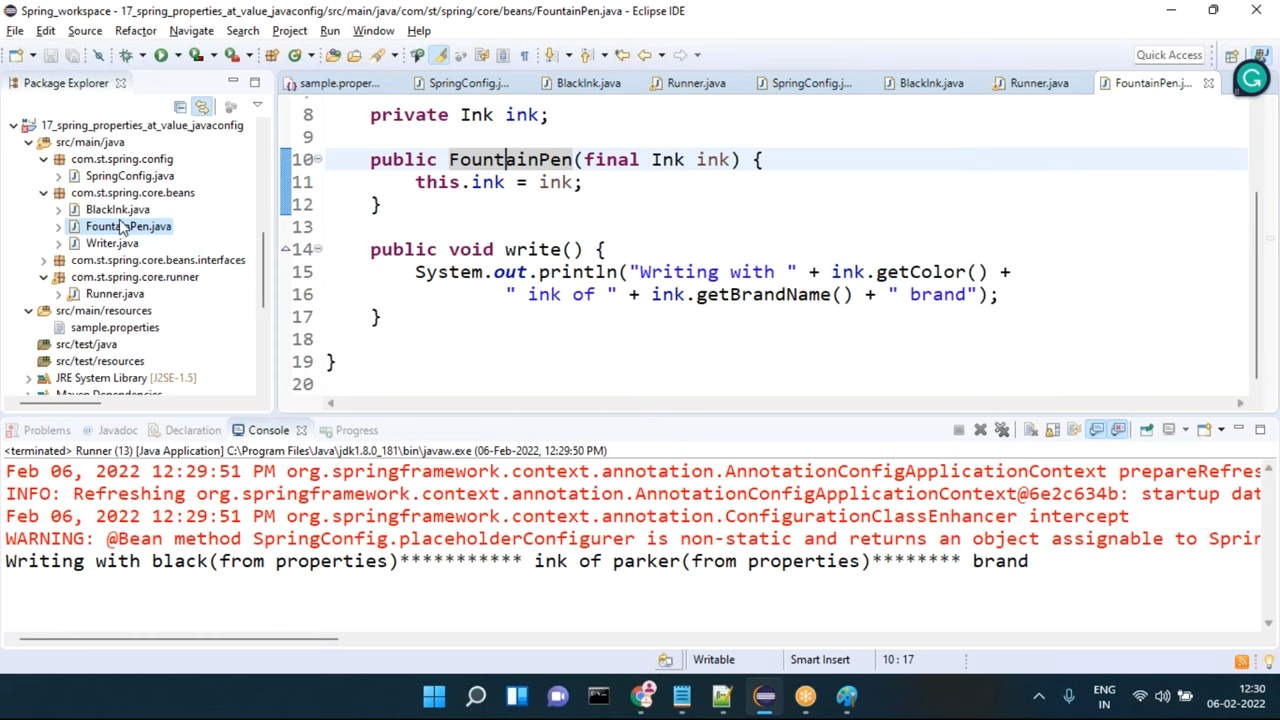 Spring_workspace - 17_spring_properties_at_value_javaconfig/src/main/java/com/st/spring/core/beans/FountainPen.java - Eclipse IDE
File Edit Source Refactor Navigate Search Project Run Window Help
Quick Access
Package Explorer
sample.proper... SpringConfig.j... BlackInk.java Runner.java SpringConfig.j... BlackInk.java Runner.java FountainPen.j...
17_spring_properties_at_value_javaconfig
src/main/java
com.st.spring.config
SpringConfig.java
com.st.spring.core.beans
BlackInk.java
FountainPen.java
Writer.java
com.st.spring.core.beans.interfaces
com.st.spring.core.runner
Runner.java
src/main/resources
sample.properties
src/test/java
src/test/resources
JRE System Library [J2SE-1.5]
Maven Dependencies
8 private Ink ink;
9
10 public FountainPen(final Ink ink) {
11 this.ink = ink;
12 }
13
14 public void write() {
15 System.out.println("Writing with " + ink.getColor() +
16 " ink of " + ink.getBrandName() + " brand");
17 }
18
19 }
20
Problems Javadoc Declaration Console Progress
<terminated> Runner (13) [Java Application] C:\Program Files\Java\jdk1.8.0_181\bin\javaw.exe (06-Feb-2022, 12:29:50 PM)
Feb 06, 2022 12:29:51 PM org.springframework.context.annotation.AnnotationConfigApplicationContext prepareRefres
INFO: Refreshing org.springframework.context.annotation.AnnotationConfigApplicationContext@6e2c634b: startup dat
Feb 06, 2022 12:29:51 PM org.springframework.context.annotation.ConfigurationClassEnhancer intercept
WARNING: @Bean method SpringConfig.placeholderConfigurer is non-static and returns an object assignable to Sprin
Writing with black(from properties)*********** ink of parker(from properties)******** brand
Writable Smart Insert 10 : 17
ENG
IN
12:30
06-02-2022